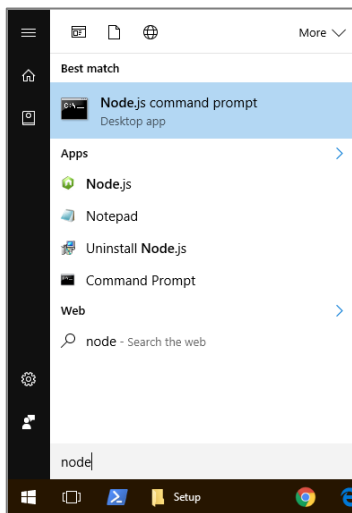 More
Best match
Node.js command prompt
Desktop app
Apps
Node.js
Notepad
Uninstall Node.js
Command Prompt
Web
node - Search the web
node
Setup